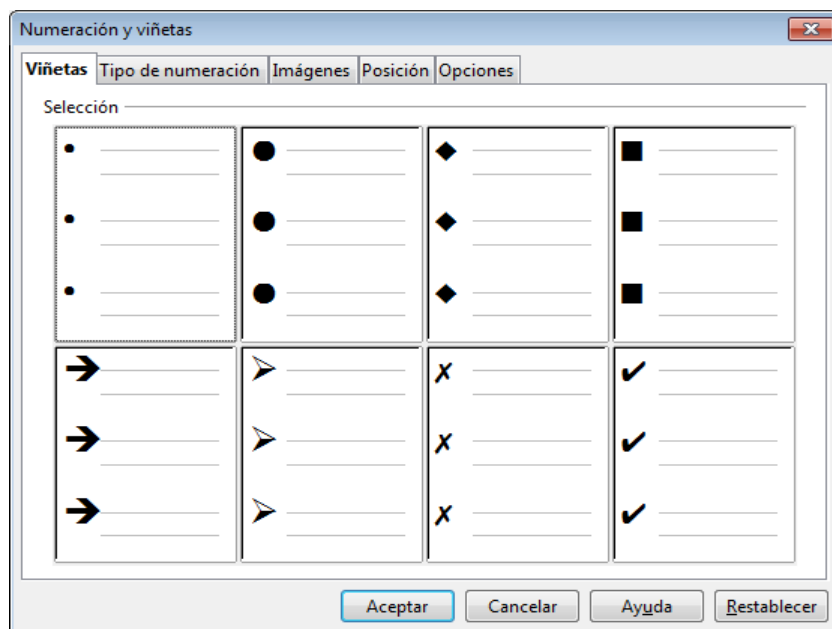 Numeración y viñetas
Viñetas Tipo de numeración Imágenes Posición Opciones
Selección
Aceptar Cancelar Ayuda Restablecer